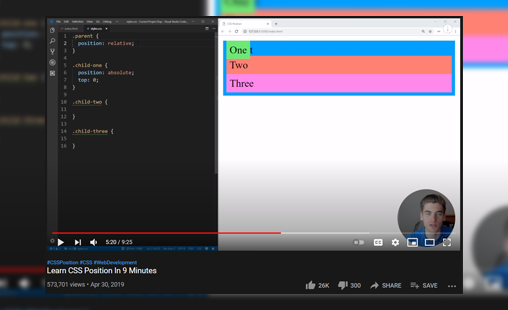 .parent {
position: relative;
}
.child-one {
position: absolute;
top: 0;
}
.child-two {
}
.child-three {
}
One
Two
Three
5:20 / 9:25
#CSSPosition #CSS #WebDevelopment
Learn CSS Position In 9 Minutes
573,701 views • Apr 30, 2019
26K
300
SHARE
SAVE